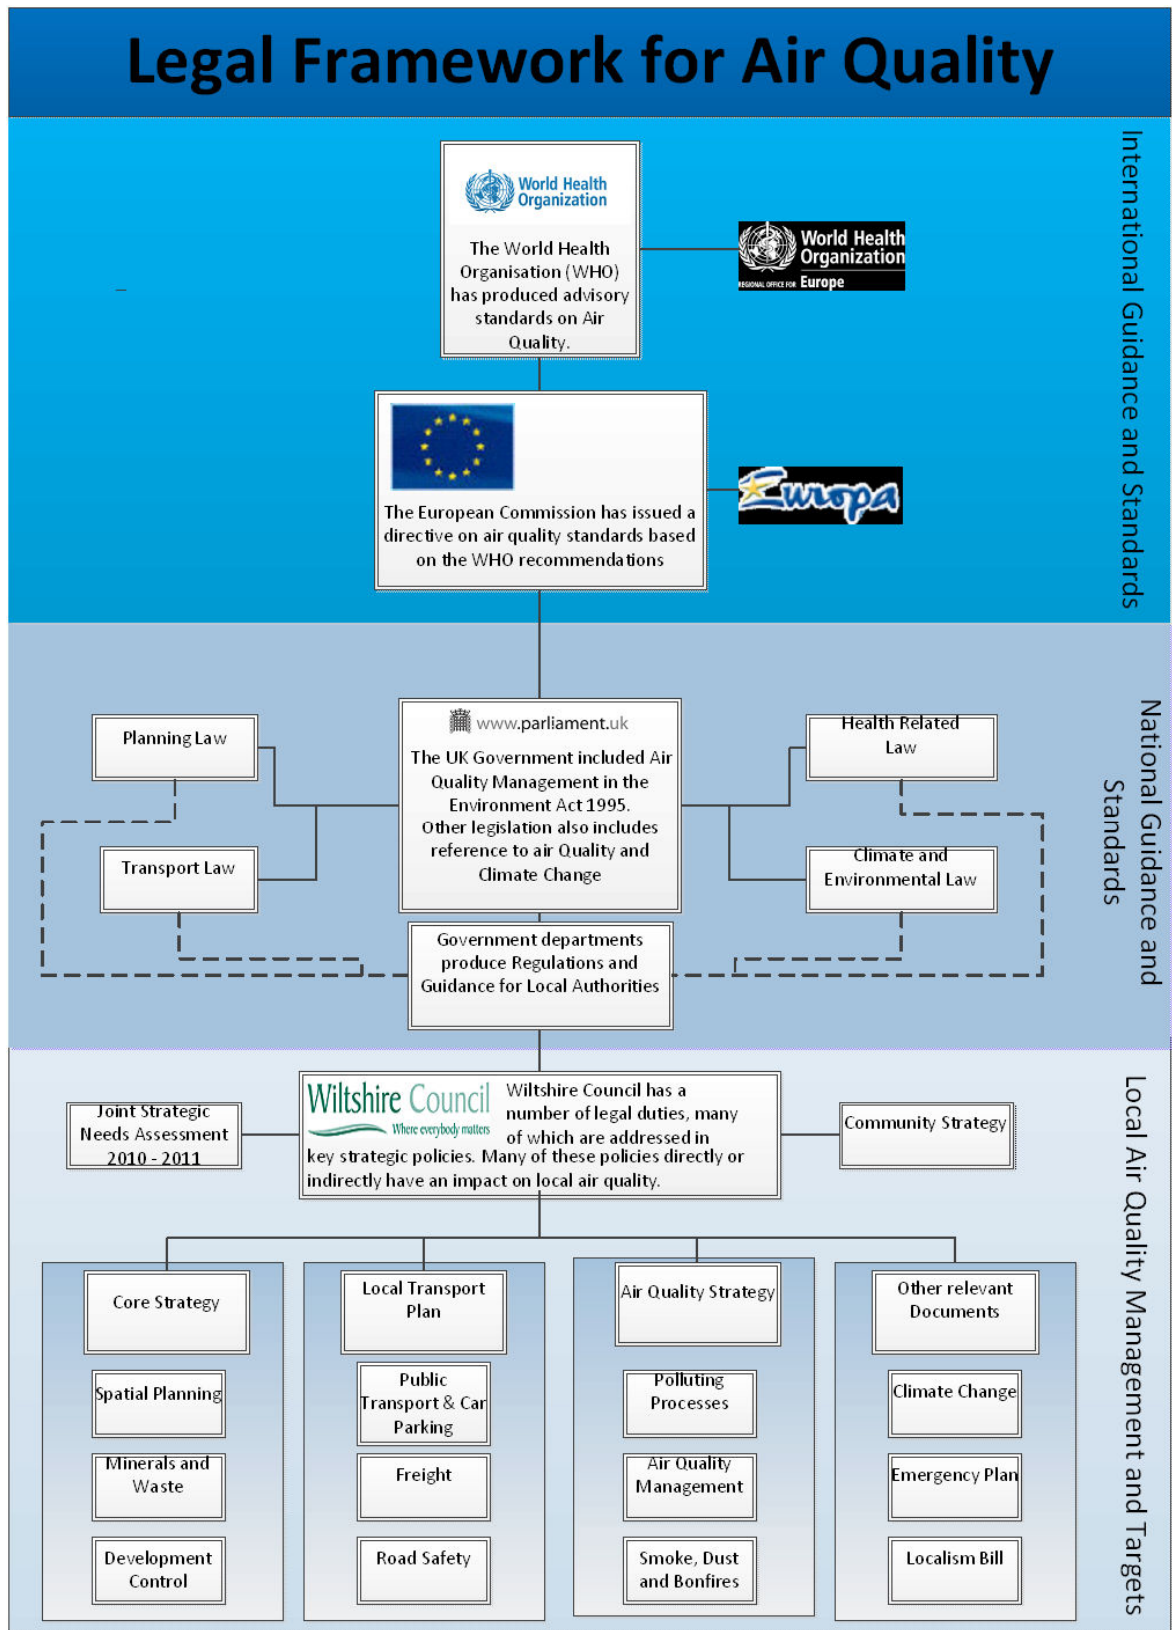 Legal Framework for Air Quality
International Guidance and Standards
World Health
Organization
The World Health
Organisation (WHO)
has produced advisory
standards on Air
Quality.
World Health
Organization
REGIONAL OFFICE FOR Europe
The European Commission has issued a
directive on air quality standards based
on the WHO recommendations
Europa
National Guidance and
Standards
Planning Law
Transport Law
www.parliament.uk
The UK Government included Air
Quality Management in the
Environment Act 1995.
Other legislation also includes
reference to air Quality and
Climate Change
Health Related
Law
Climate and
Environmental Law
Government departments
produce Regulations and
Guidance for Local Authorities
Local Air Quality Management and Targets
Joint Strategic
Needs Assessment
2010 - 2011
Wiltshire Council
Where everybody matters
Wiltshire Council has a
number of legal duties, many
of which are addressed in
key strategic policies. Many of these policies directly or
indirectly have an impact on local air quality.
Community Strategy
Core Strategy
Spatial Planning
Minerals and
Waste
Development
Control
Local Transport
Plan
Public
Transport & Car
Parking
Freight
Road Safety
Air Quality Strategy
Polluting
Processes
Air Quality
Management
Smoke, Dust
and Bonfires
Other relevant
Documents
Climate Change
Emergency Plan
Localism Bill